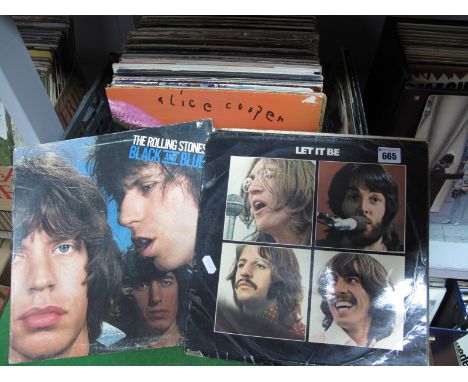 alice cooper
THE ROLLING STONES
BLACK AND BLUE
LET IT BE
665